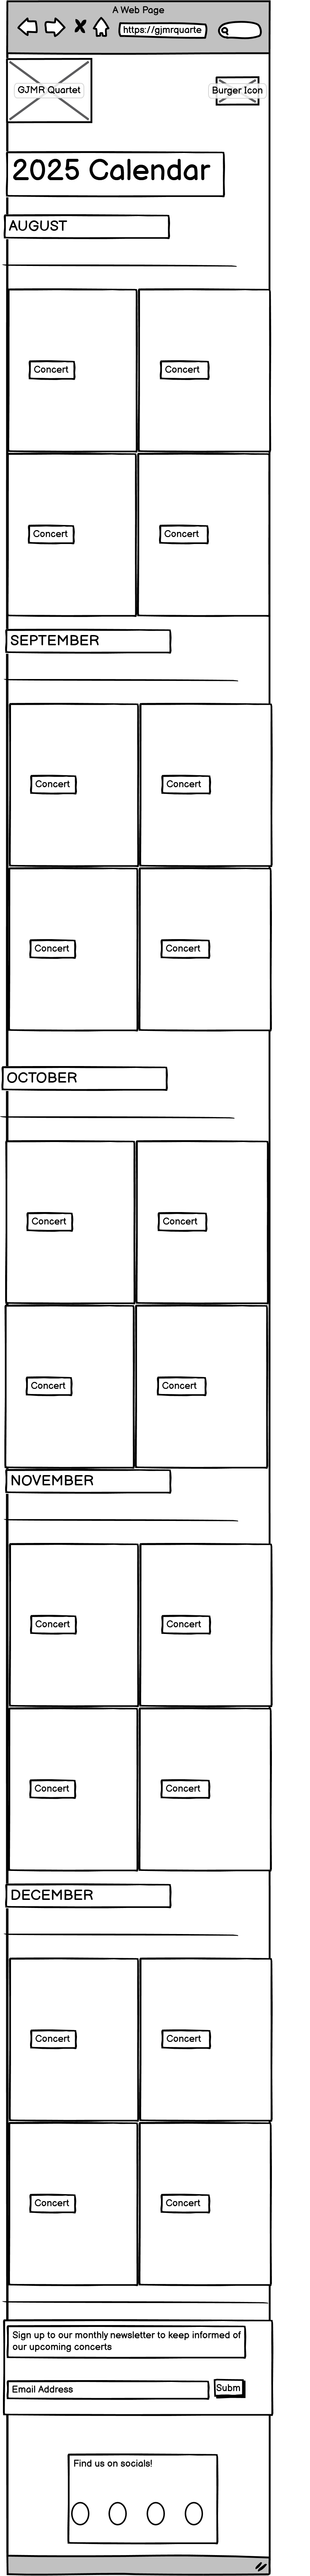 A Web Page
https://gjmrquarte
GJMR Quartet
Burger Icon
2025 Calendar
AUGUST
Concert
Concert
Concert
Concert
SEPTEMBER
Concert
Concert
Concert
Concert
OCTOBER
Concert
Concert
Concert
Concert
NOVEMBER
Concert
Concert
Concert
Concert
DECEMBER
Concert
Concert
Concert
Concert
Sign up to our monthly newsletter to keep informed of
our upcoming concerts
Email Address
Subm
Find us on socials!